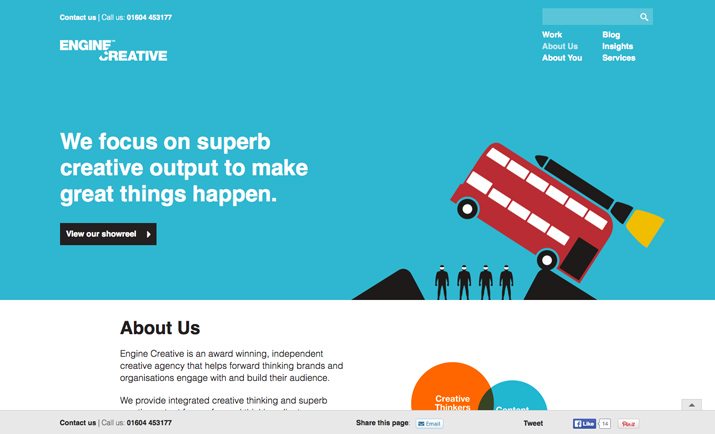 Contact us | Call us: 01604 453177
ENGINE
CREATIVE
Work
About Us
About You
Blog
Insights
Services
We focus on superb
creative output to make
great things happen.
View our showreel
About Us
Engine Creative is an award winning, independent
creative agency that helps forward thinking brands and
organisations engage with and build their audience.
We provide integrated creative thinking and superb
Creative
Thinkers
Content
Contact us | Call us: 01604 453177
Share this page:
Email
Tweet
Like
14
Pin it